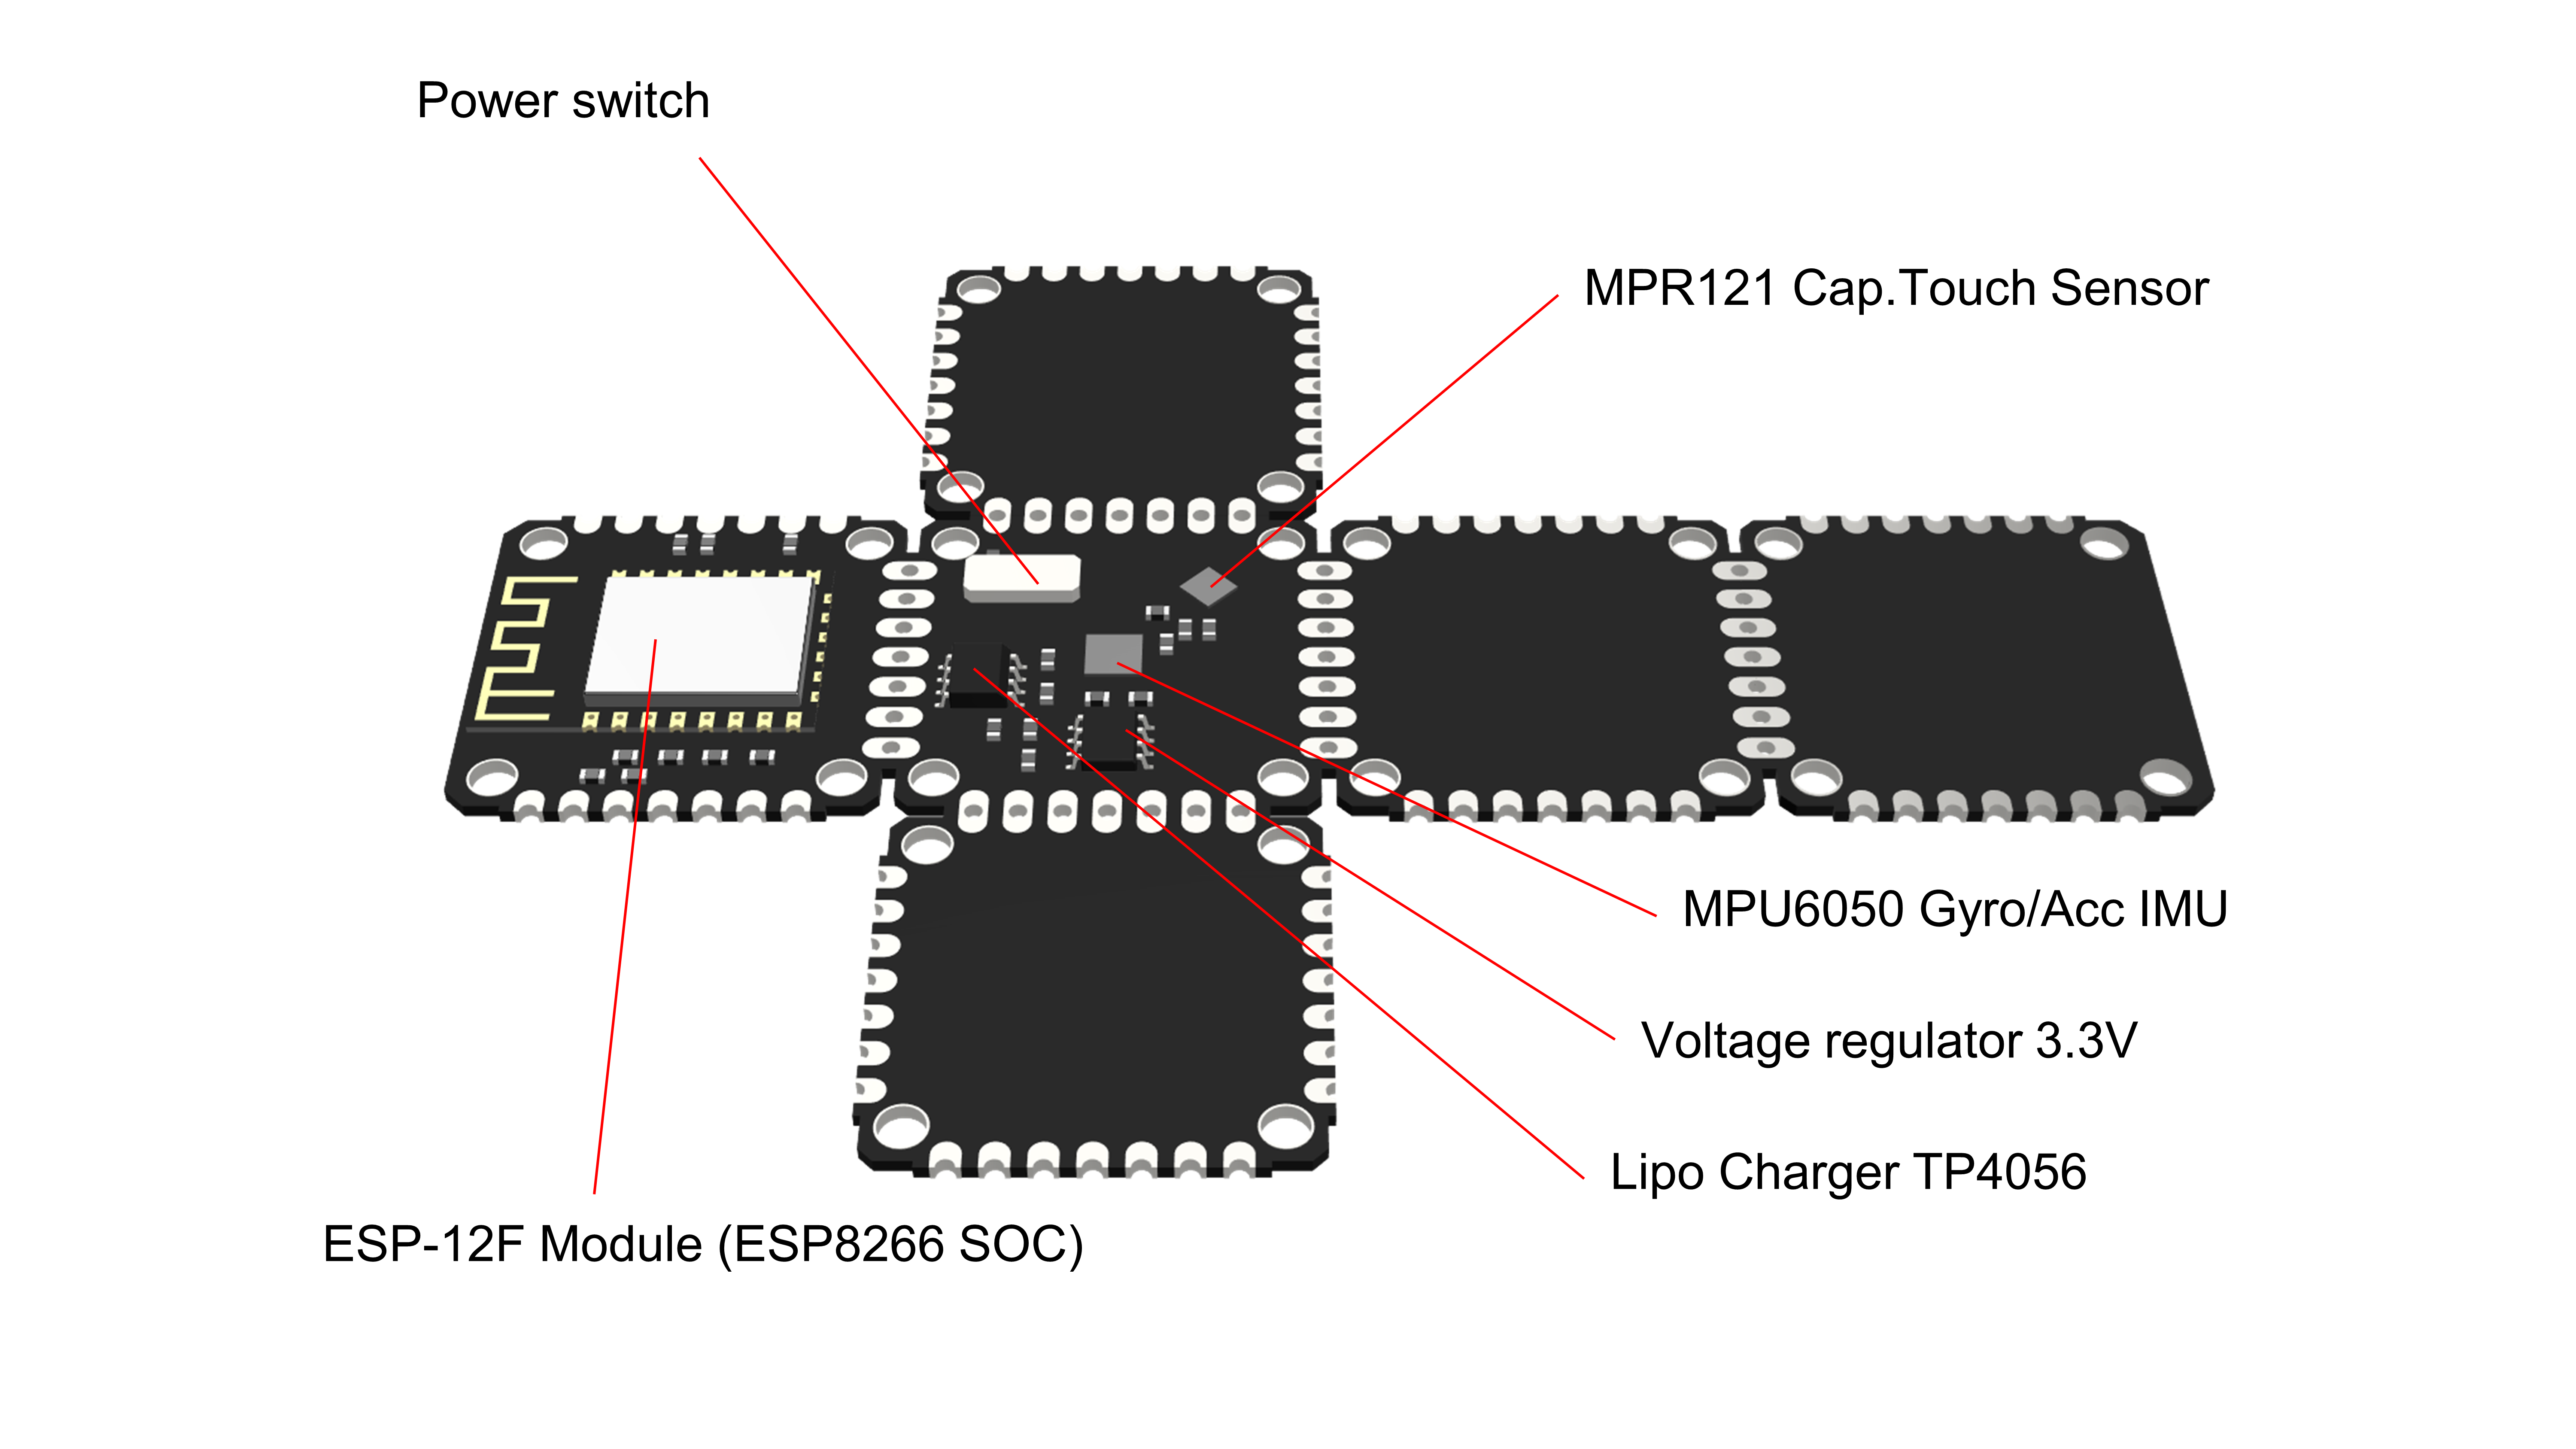 Power switch
MPR121 Cap.Touch Sensor
MPU6050 Gyro/Acc IMU
Voltage regulator 3.3V
Lipo Charger TP4056
ESP-12F Module (ESP8266 SOC)